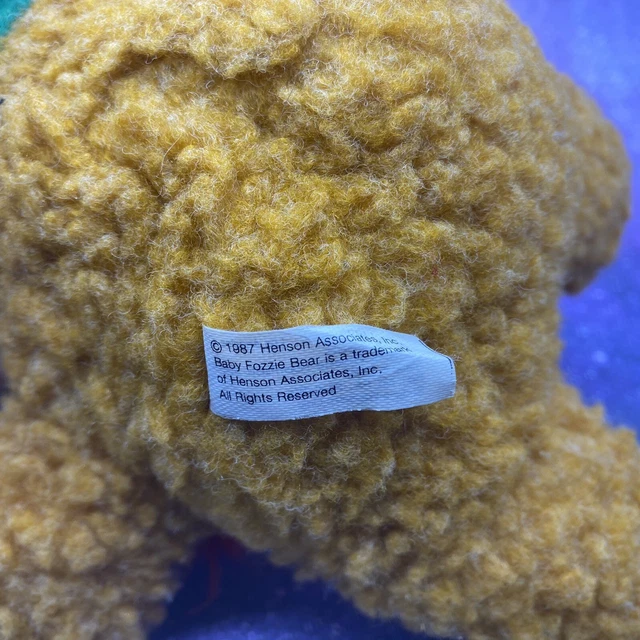 © 1987 Henson Associates, Inc.
Baby Fozzie Bear is a trademark
of Henson Associates, Inc.
All Rights Reserved